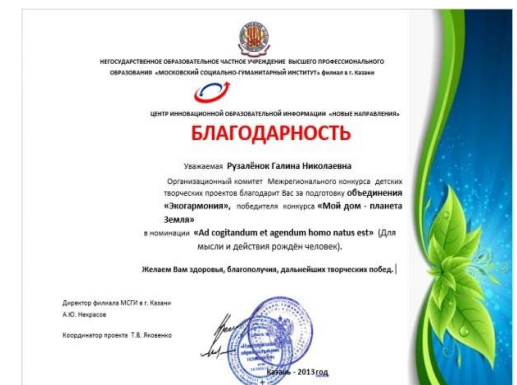 НЕГОСУДАРСТВЕННОЕ ОБРАЗОВАТЕЛЬНОЕ ЧАСТНОЕ УЧРЕЖДЕНИЕ ВЫСШЕГО ПРОФЕССИОНАЛЬНОГО
ОБРАЗОВАНИЯ «МОСКОВСКИЙ СОЦИАЛЬНО-ГУМАНИТАРНЫЙ ИНСТИТУТ» филиал в г. Казани
ЦЕНТР ИННОВАЦИОННОЙ ОБРАЗОВАТЕЛЬНОЙ ИНФОРМАЦИИ «НОВЫЕ НАПРАВЛЕНИЯ»
БЛАГОДАРНОСТЬ
Уважаемая Рузалёнок Галина Николаевна
Организационный комитет Межрегионального конкурса детских
творческих проектов благодарит Вас за подготовку объединения
«Экогармония», победителя конкурса «Мой дом - планета
Земля»
в номинации «Ad cogitandum et agendum homo natus est» (Для
мысли и действия рождён человек).
Желаем Вам здоровья, благополучия, дальнейших творческих побед.
Директор филиала МСГИ в г. Казани
А.Ю. Некрасов
Координатор проекта Т.В. Яковенко
Казань - 2013 год